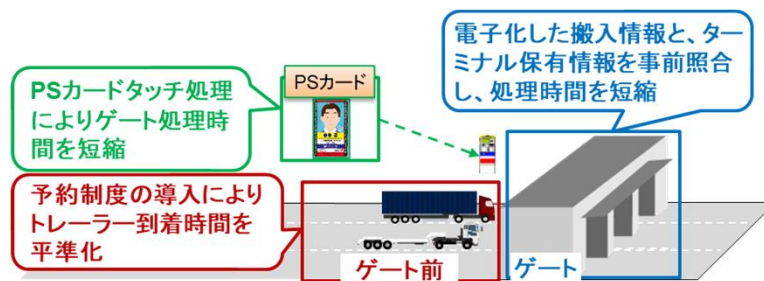 電子化した搬入情報と、ター
ミナル保有情報を事前照合
し、処理時間を短縮
PSカード
PSカードタッチ処理
によりゲート処理時
間を短縮
予約制度の導入により
トレーラー到着時間を
平準化
ゲート前
ゲート